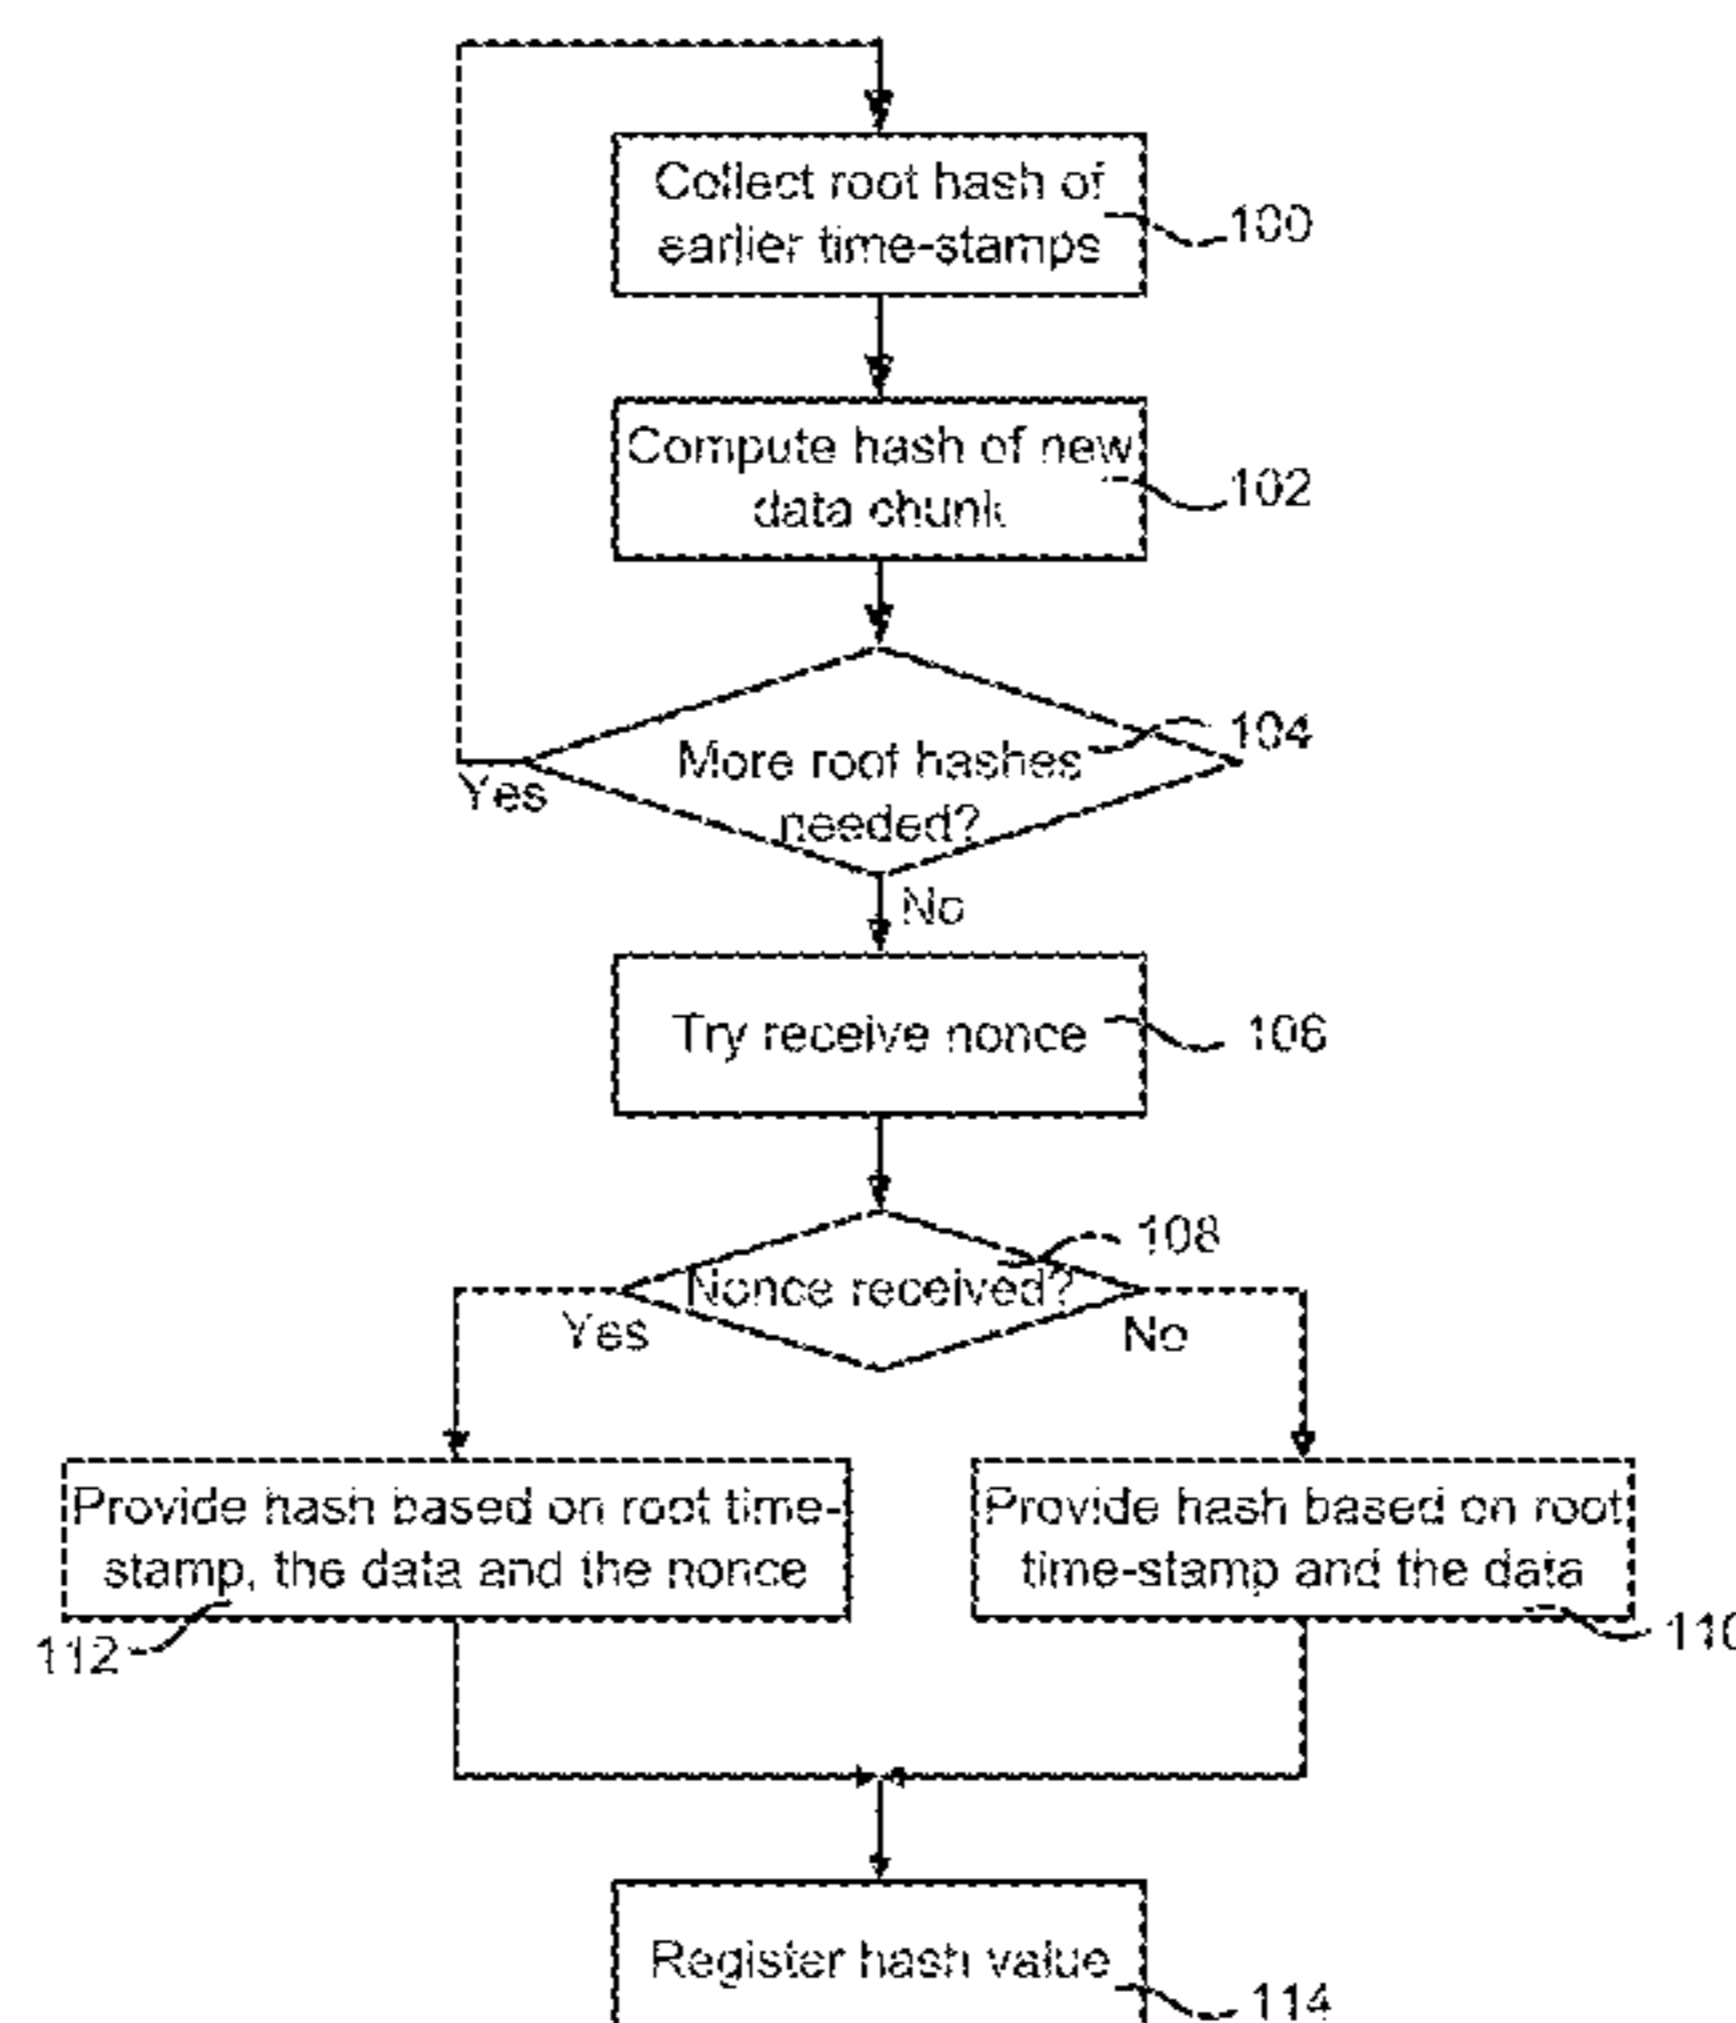 Collect root hash of
earlier time-stamps
100
Compute hash of new
data chunk
102
More root hashes
needed?
104
Yes
No
Try receive nonce
106
Nonce received?
108
Yes
No
Provide hash based on root time-
stamp, the data and the nonce
112
Provide hash based on root
time-stamp and the data
110
Register hash value
114